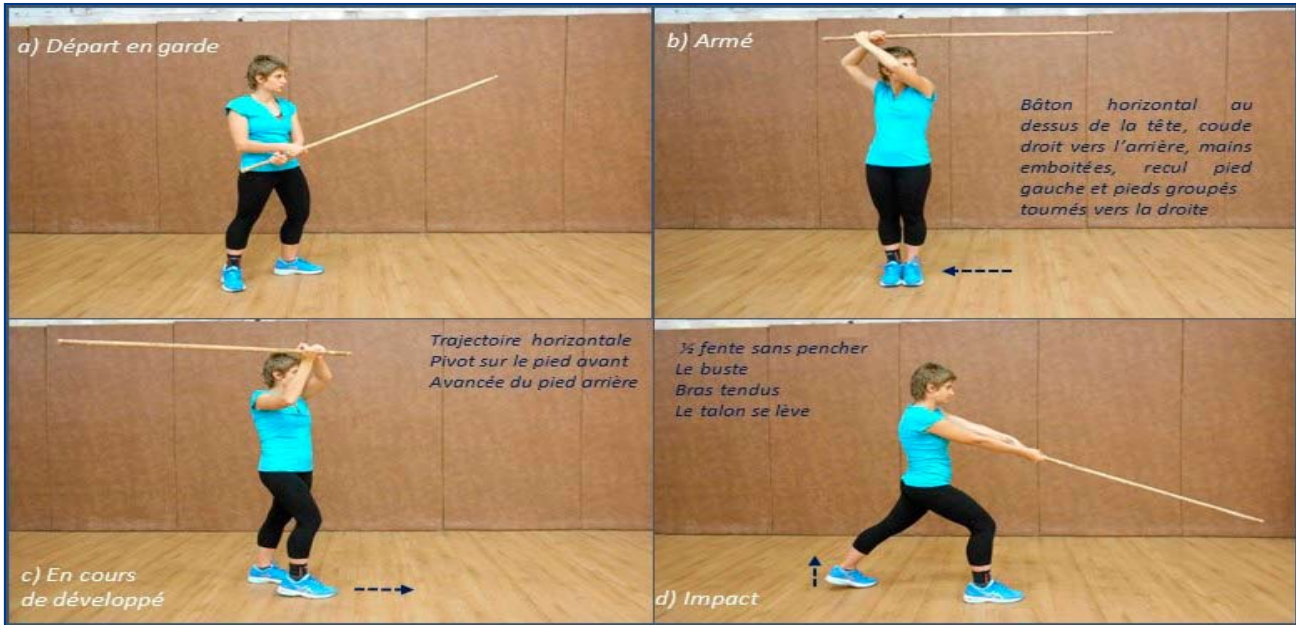 a) Départ en garde
b) Armé
Bâton horizontal au
dessus de la tête, coude
droit vers l'arrière, mains
emboitées, recul pied
gauche et pieds groupés
tournés vers la droite
Trajectoire horizontale
Pivot sur le pied avant
Avancée du pied arrière
c) En cours
de développé
½ fente sans pencher
Le buste
Bras tendus
Le talon se lève
d) Impact